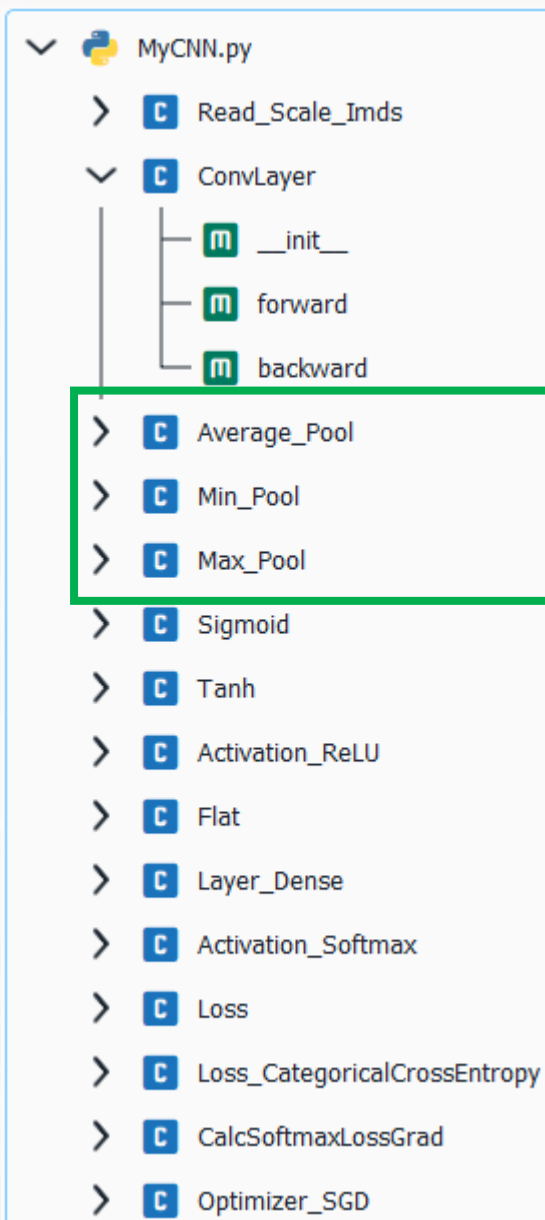 MyCNN.py
C Read_Scale_Imds
C ConvLayer
m __init__
m forward
m backward
C Average_Pool
C Min_Pool
C Max_Pool
C Sigmoid
C Tanh
C Activation_ReLU
C Flat
C Layer_Dense
C Activation_Softmax
C Loss
C Loss_CategoricalCrossEntropy
C CalcSoftmaxLossGrad
C Optimizer_SGD